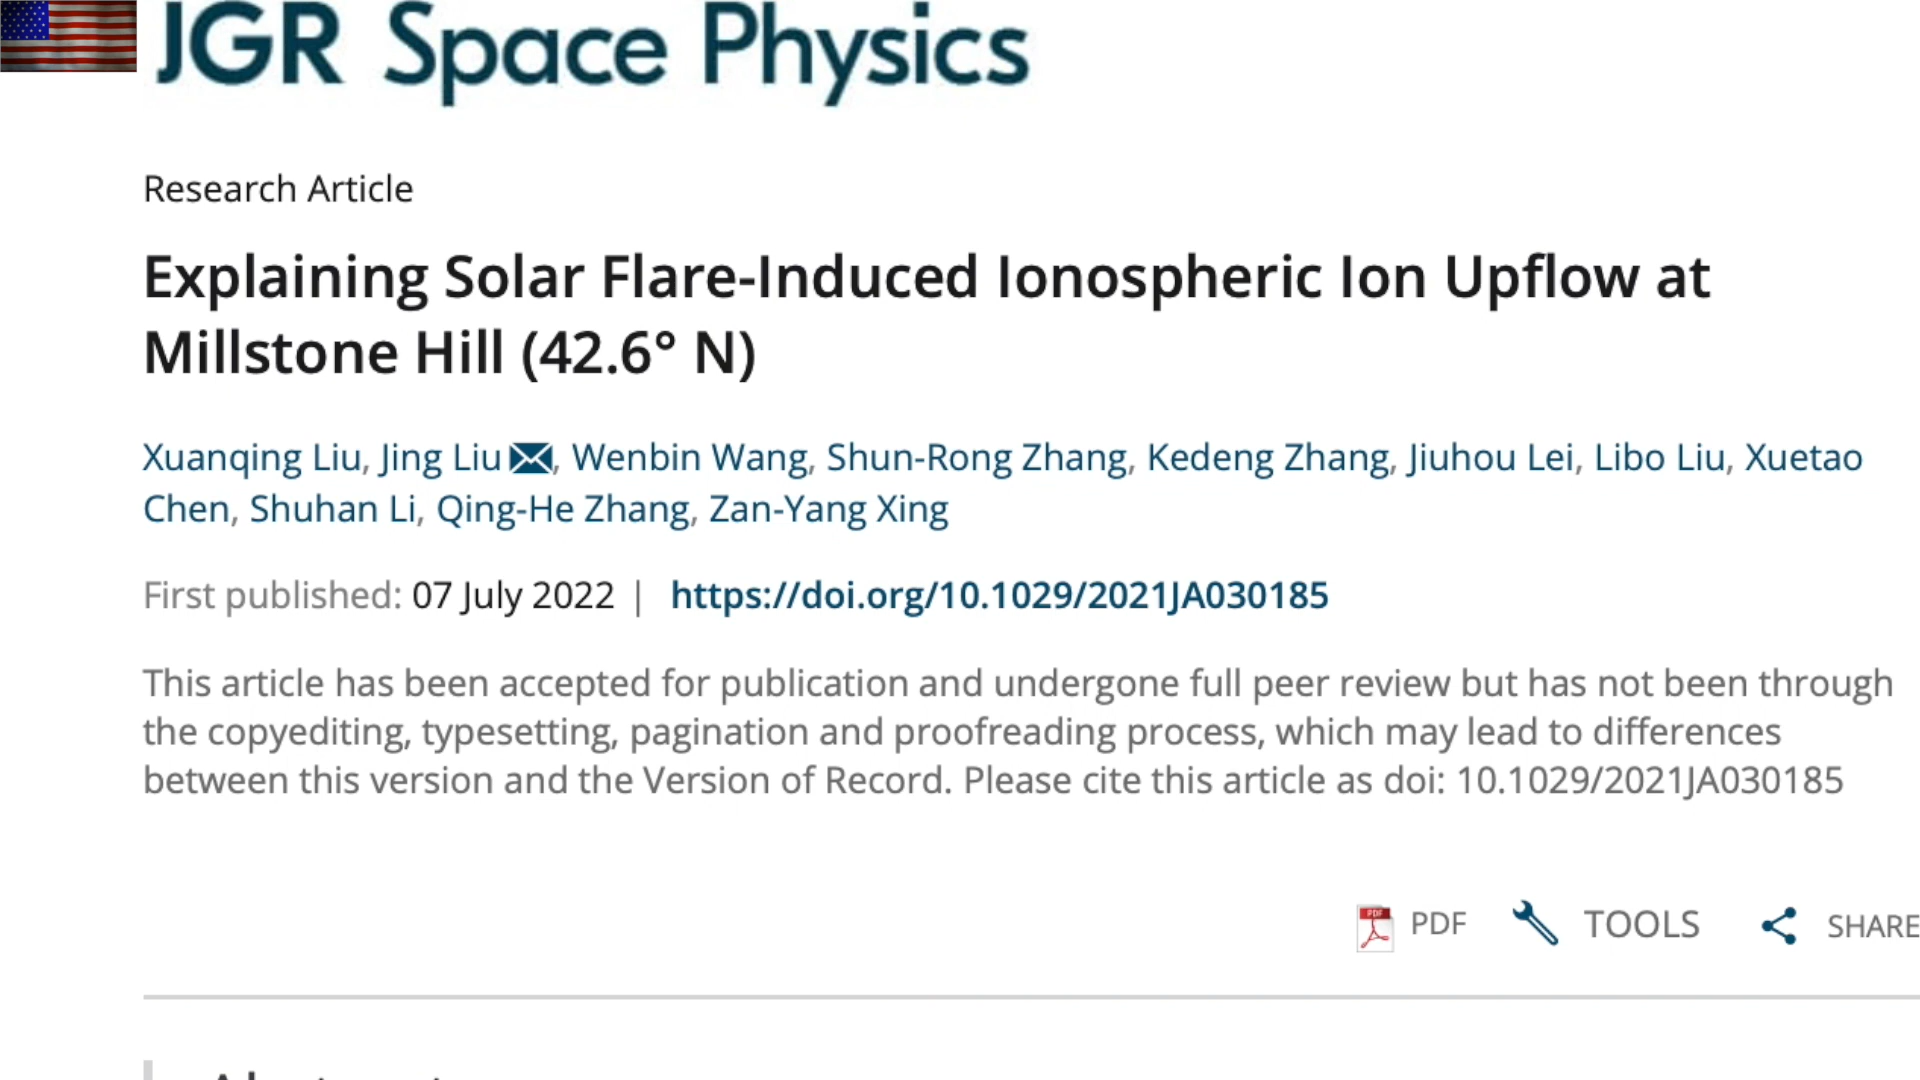 JGR Space Physics
Research Article
Explaining Solar Flare-Induced Ionospheric Ion Upflow at
Millstone Hill (42.6° N)
Xuanqing Liu, Jing Liu, Wenbin Wang, Shun-Rong Zhang, Kedeng Zhang, Jiuhou Lei, Libo Liu, Xuetao
Chen, Shuhan Li, Qing-He Zhang, Zan-Yang Xing
First published: 07 July 2022 | https://doi.org/10.1029/2021JA030185
This article has been accepted for publication and undergone full peer review but has not been through
the copyediting, typesetting, pagination and proofreading process, which may lead to differences
between this version and the Version of Record. Please cite this article as doi: 10.1029/2021JA030185
PDF TOOLS SHARE